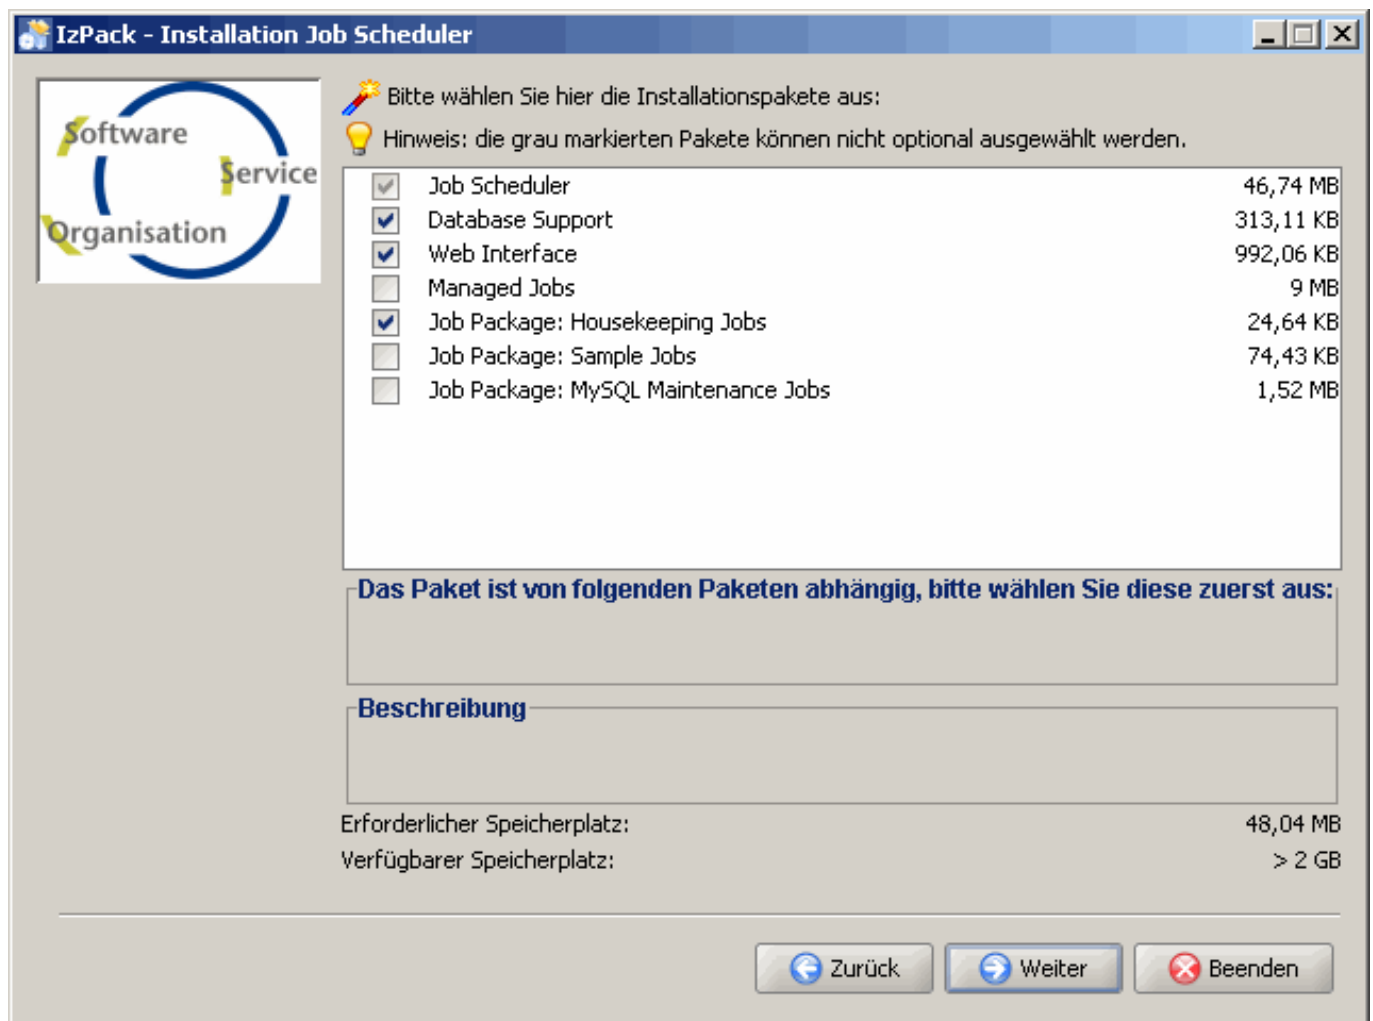 IzPack - Installation Job Scheduler
Software
Service
Organisation
Bitte wählen Sie hier die Installationspakete aus:
Hinweis: die grau markierten Pakete können nicht optional ausgewählt werden.
Job Scheduler 46,74 MB
Database Support 313,11 KB
Web Interface 992,06 KB
Managed Jobs 9 MB
Job Package: Housekeeping Jobs 24,64 KB
Job Package: Sample Jobs 74,43 KB
Job Package: MySQL Maintenance Jobs 1,52 MB
Das Paket ist von folgenden Paketen abhängig, bitte wählen Sie diese zuerst aus:
Beschreibung
Erforderlicher Speicherplatz: 48,04 MB
Verfügbarer Speicherplatz: > 2 GB
Zurück Weiter Beenden